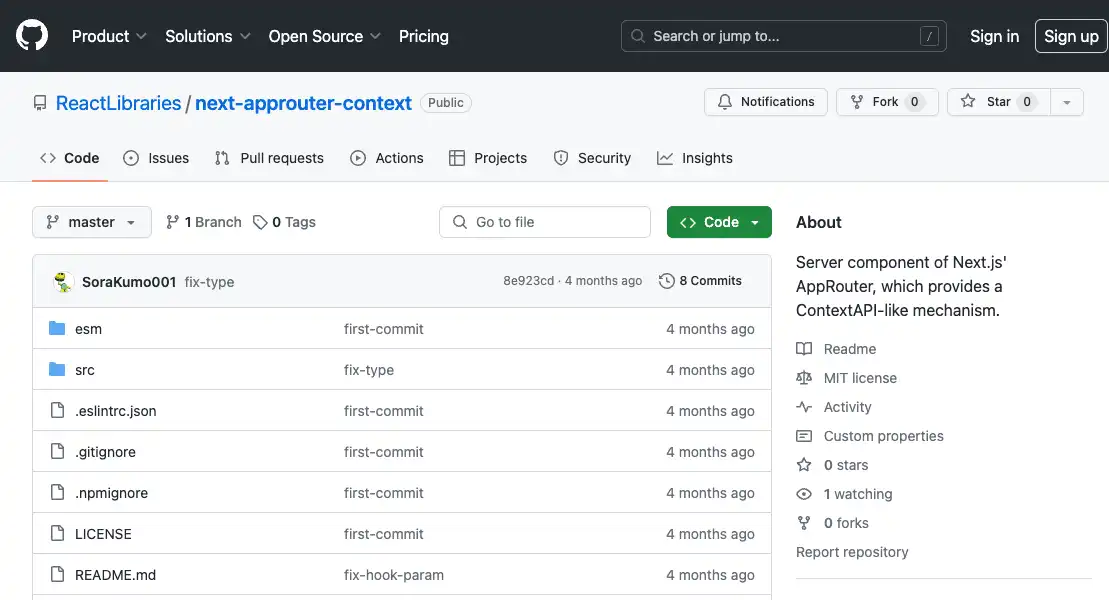 Product Solutions Open Source Pricing Search or jump to... / Sign in Sign up
ReactLibraries / next-approuter-context Public Notifications Fork 0 Star 0
Code Issues Pull requests Actions Projects Security Insights
master 1 Branch 0 Tags Go to file Code
About
Server component of Next.js'
AppRouter, which provides a
ContextAPI-like mechanism.
Readme
MIT license
Activity
Custom properties
0 stars
1 watching
0 forks
Report repository
SoraKumo001 fix-type 8e923cd · 4 months ago 8 Commits
esm first-commit 4 months ago
src fix-type 4 months ago
.eslintrc.json first-commit 4 months ago
.gitignore first-commit 4 months ago
.npmignore first-commit 4 months ago
LICENSE first-commit 4 months ago
README.md fix-hook-param 4 months ago